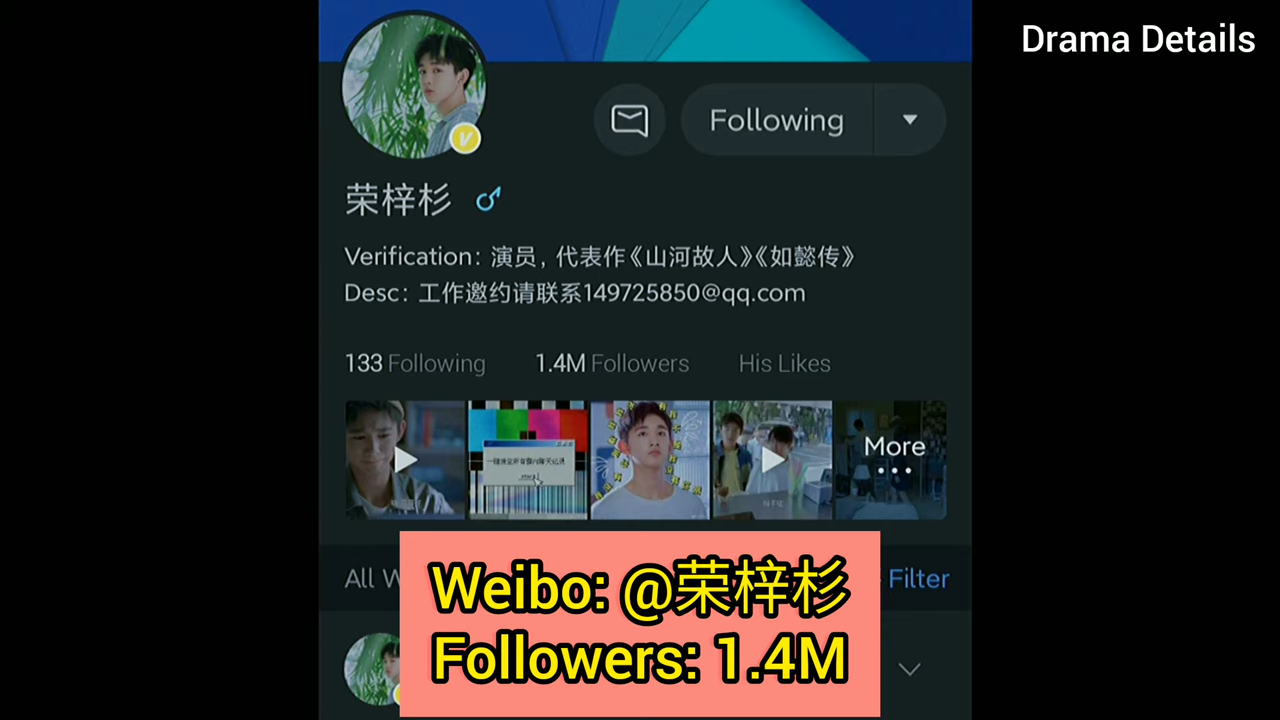 Drama Details
Following
荣梓杉
Verification: 演员, 代表作《山河故人》《如懿传》
Desc: 工作邀约请联系149725850@qq.com
133 Following 1.4M Followers His Likes
More
Filter
Weibo: @荣梓杉
Followers: 1.4M